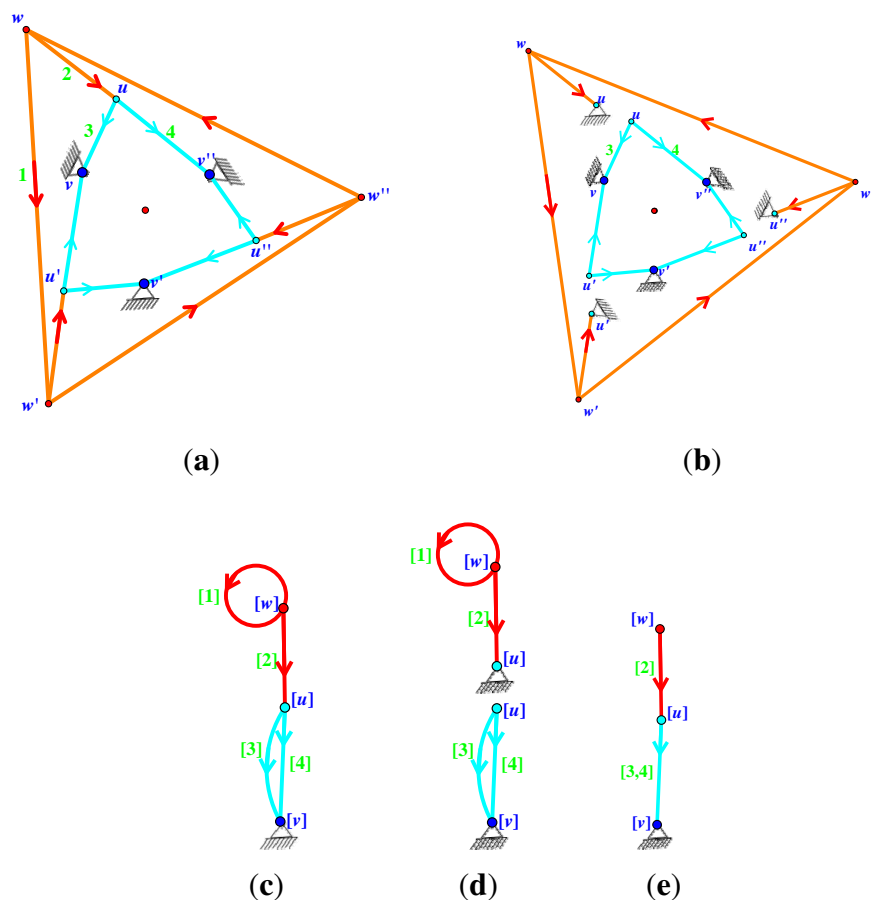 w
2
u
3
4
v
v''
1
w''
u''
u'
v'
w'
(a)
w
u
3
4
v
v''
w
u''
u''
u'
v'
u'
w'
(b)
[1]
[w]
[2]
[u]
[3]
[4]
[v]
(c)
[1]
[w]
[2]
[u]
[u]
[3]
[4]
[v]
(d)
[w]
[2]
[u]
[3,4]
[v]
(e)